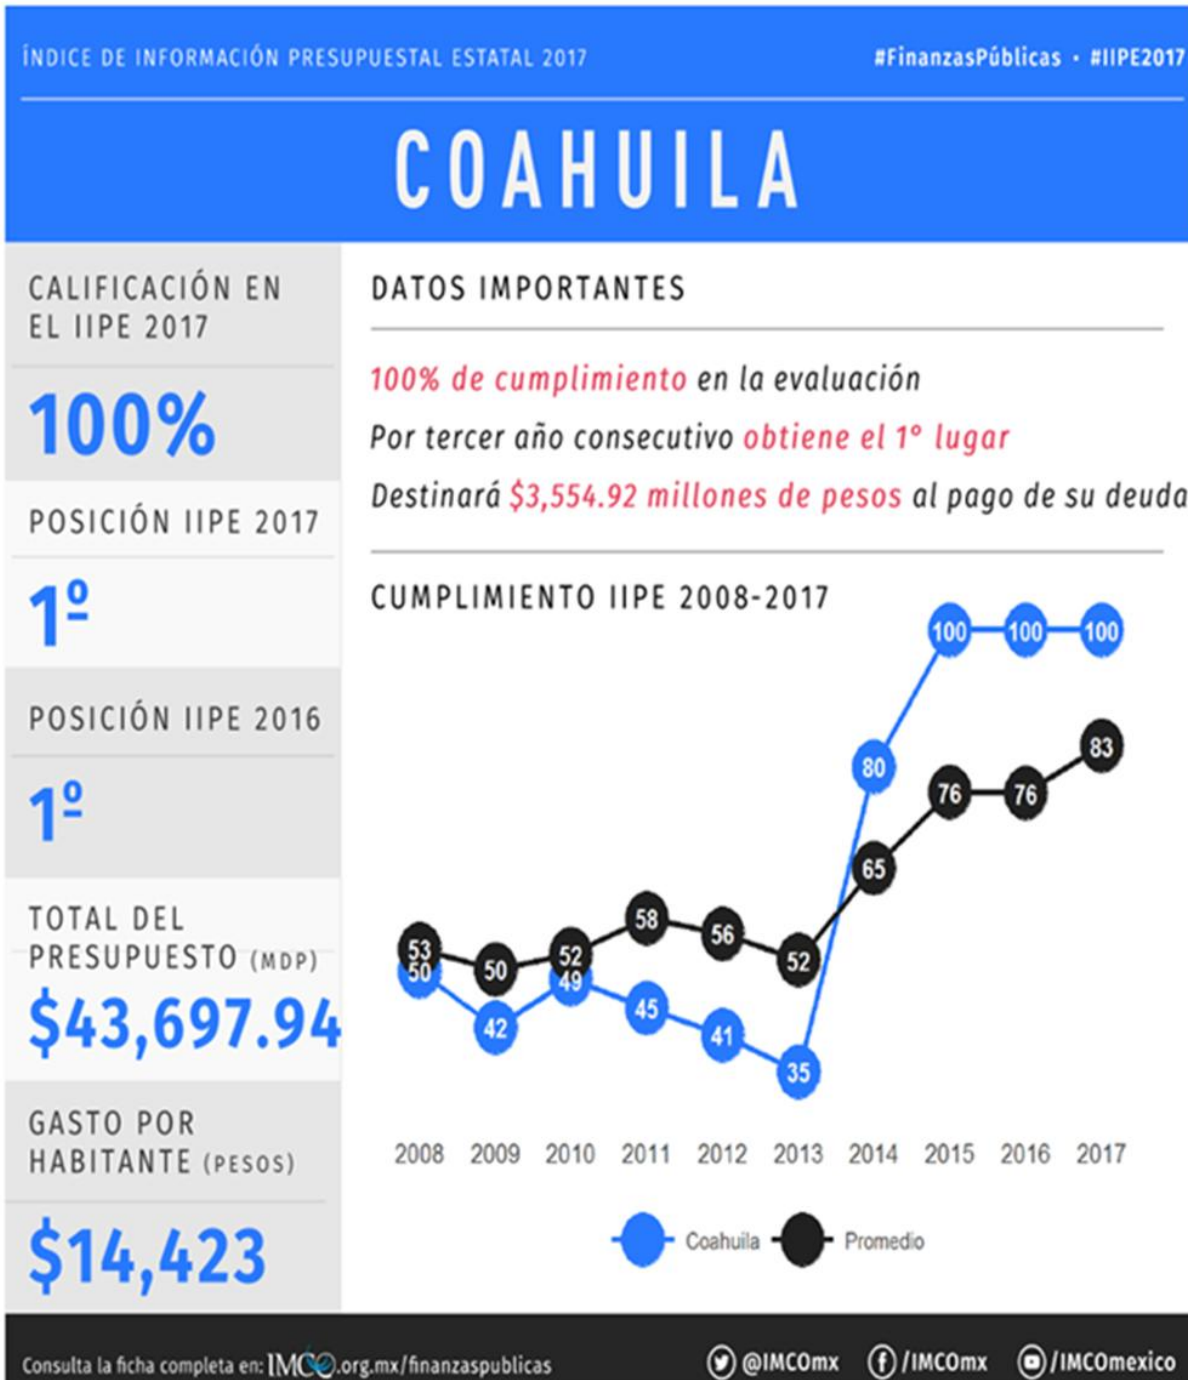 ÍNDICE DE INFORMACIÓN PRESUPUESTAL ESTATAL 2017
#FinanzasPúblicas · #IIPE2017
COAHUILA
CALIFICACIÓN EN
EL IIPE 2017
100%
POSICIÓN IIPE 2017
1º
POSICIÓN IIPE 2016
1º
TOTAL DEL
PRESUPUESTO (MDP)
$43,697.94
GASTO POR
HABITANTE (PESOS)
$14,423
DATOS IMPORTANTES
100% de cumplimiento en la evaluación
Por tercer año consecutivo obtiene el 1° lugar
Destinará $3,554.92 millones de pesos al pago de su deuda
CUMPLIMIENTO IIPE 2008-2017
100 100 100
80
53 50 52 58 56 52 65 76 76 83
50 42 49 45 41 35
2008 2009 2010 2011 2012 2013 2014 2015 2016 2017
Coahuila Promedio
Consulta la ficha completa en: IMCO.org.mx/finanzaspublicas
@IMCOmx /IMCOmx /IMCOmexico